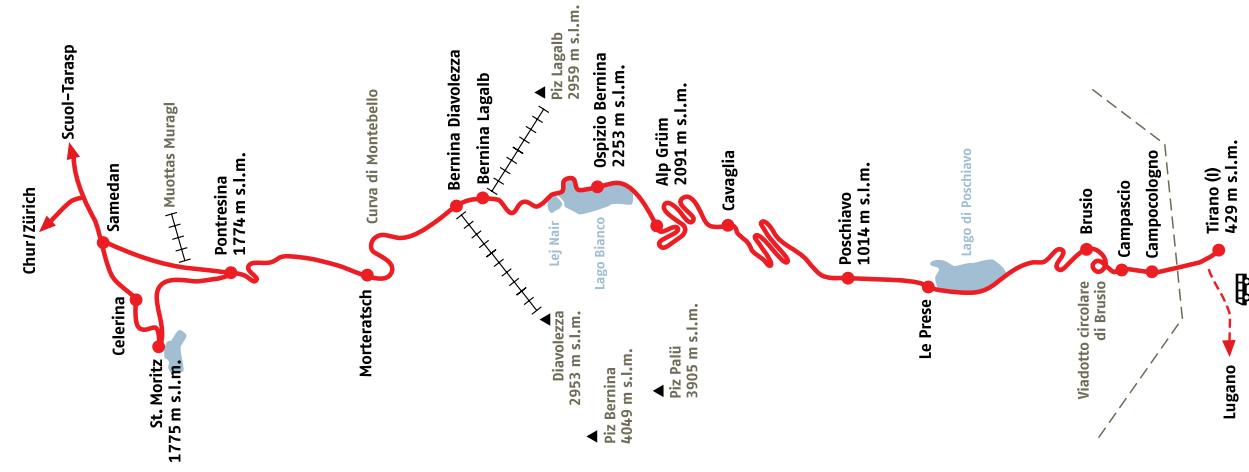 Chur/Zürich
Scuol-Tarasp
Samedan
Muottas Muragl
Celerina
St. Moritz
1775 m s.l.m.
Pontresina
1774 m s.l.m.
Morteratsch
Curva di Montebello
Bernina Diavolezza
Bernina Lagalb
Piz Lagalb
2959 m s.l.m.
Diavolezza
2953 m s.l.m.
Piz Bernina
4049 m s.l.m.
Piz Palü
3905 m s.l.m.
Lej Nair
Lago Bianco
Ospizio Bernina
2253 m s.l.m.
Alp Grüm
2091 m s.l.m.
Cavaglia
Poschiavo
1014 m s.l.m.
Le Prese
Lago di Poschiavo
Viadotto circolare
di Brusio
Brusio
Campascio
Campocologno
Tirano (I)
429 m s.l.m.
Lugano